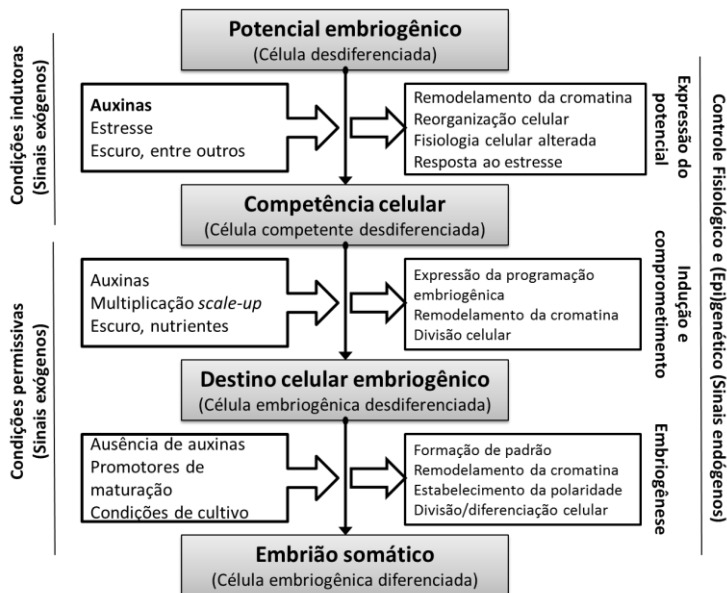 Potencial embriogênico
(Célula desdiferenciada)
Condições indutoras
(Sinais exógenos)
Auxinas
Estresse
Escuro, entre outros
Remodelamento da cromatina
Reorganização celular
Fisiologia celular alterada
Resposta ao estresse
Expressão do
potencial
Controle Fisiológico e (Epi)genético (Sinais endógenos)
Competência celular
(Célula competente desdiferenciada)
Condições permissivas
(Sinais exógenos)
Auxinas
Multiplicação scale-up
Escuro, nutrientes
Expressão da programação
embriogênica
Remodelamento da cromatina
Divisão celular
Indução e
comprometimento
Destino celular embriogênico
(Célula embriogênica desdiferenciada)
Ausência de auxinas
Promotores de
maturação
Condições de cultivo
Formação de padrão
Remodelamento da cromatina
Estabelecimento da polaridade
Divisão/diferenciação celular
Embriogênese
Embrião somático
(Célula embriogênica diferenciada)